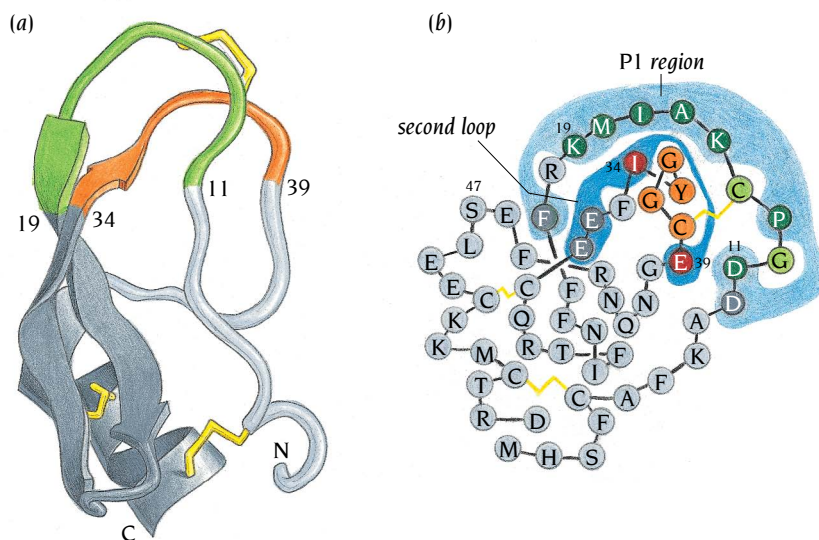 (a)
19
34
11
39
N
C
(b)
P1 region
second loop
M H S F C A F K A D D G P C K A I M K R F F F N I F T R Q C E E F I Y G G C E G N Q N R F E S L E E C K K M C T R D
11
19
34
39
47